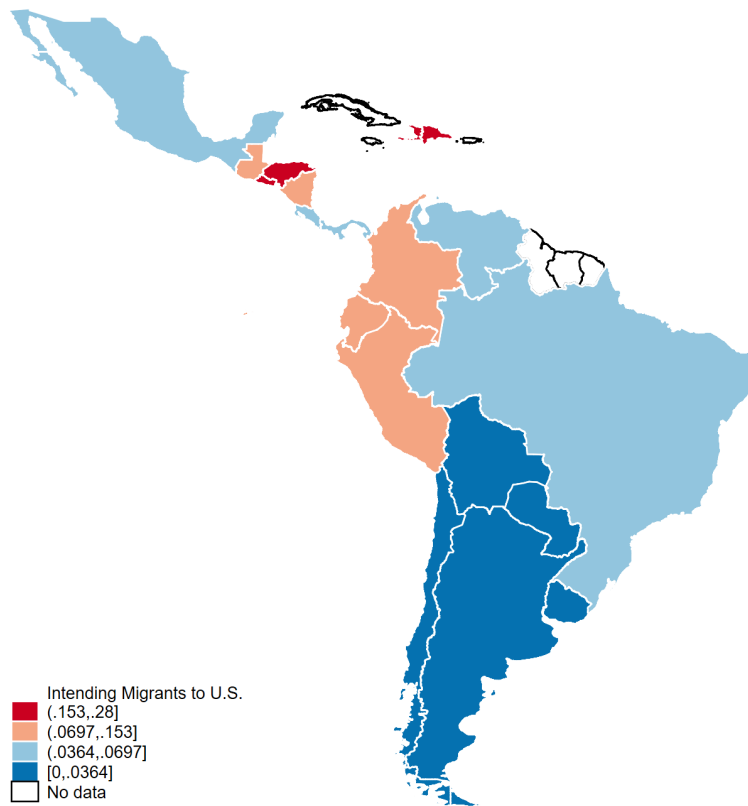 Intending Migrants to U.S.
(.153,.28]
(.0697,.153]
(.0364,.0697]
[0,.0364]
No data